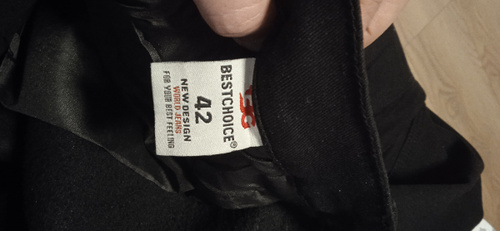 BESTCHOICE®
42
NEW DESIGN
WORLD JEANS
FOR YOUR BEST FEELING